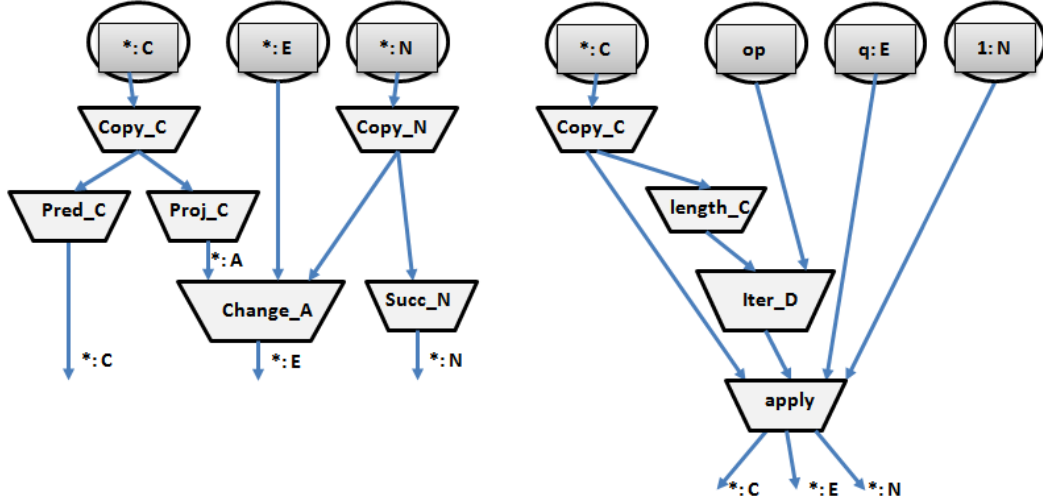 *: C
*: E
*: N
*: C
op
q: E
1: N
Copy_C
Copy_N
Copy_C
Pred_C
Proj_C
length_C
*: A
Change_A
Succ_N
Iter_D
*: C
*: E
*: N
apply
*: C
*: E
*: N